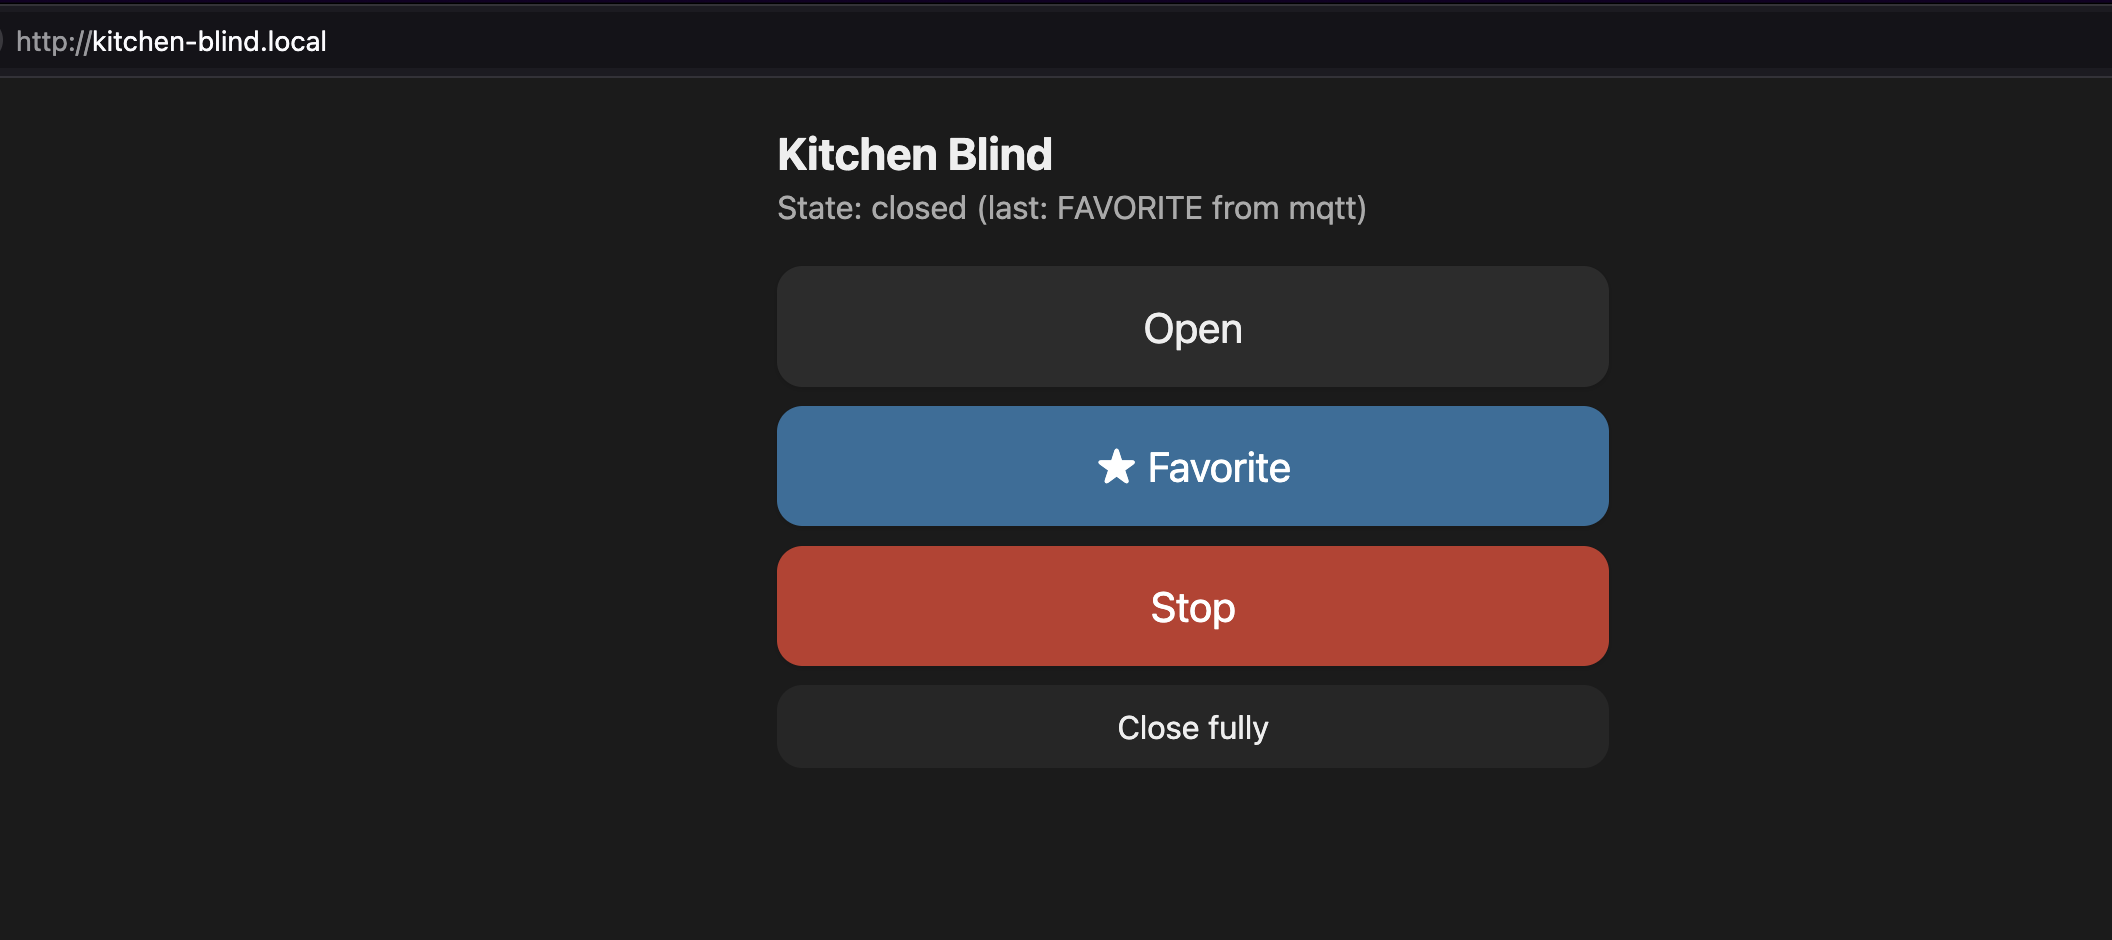 http://kitchen-blind.local
Kitchen Blind
State: closed (last: FAVORITE from mqtt)
Open
★ Favorite
Stop
Close fully